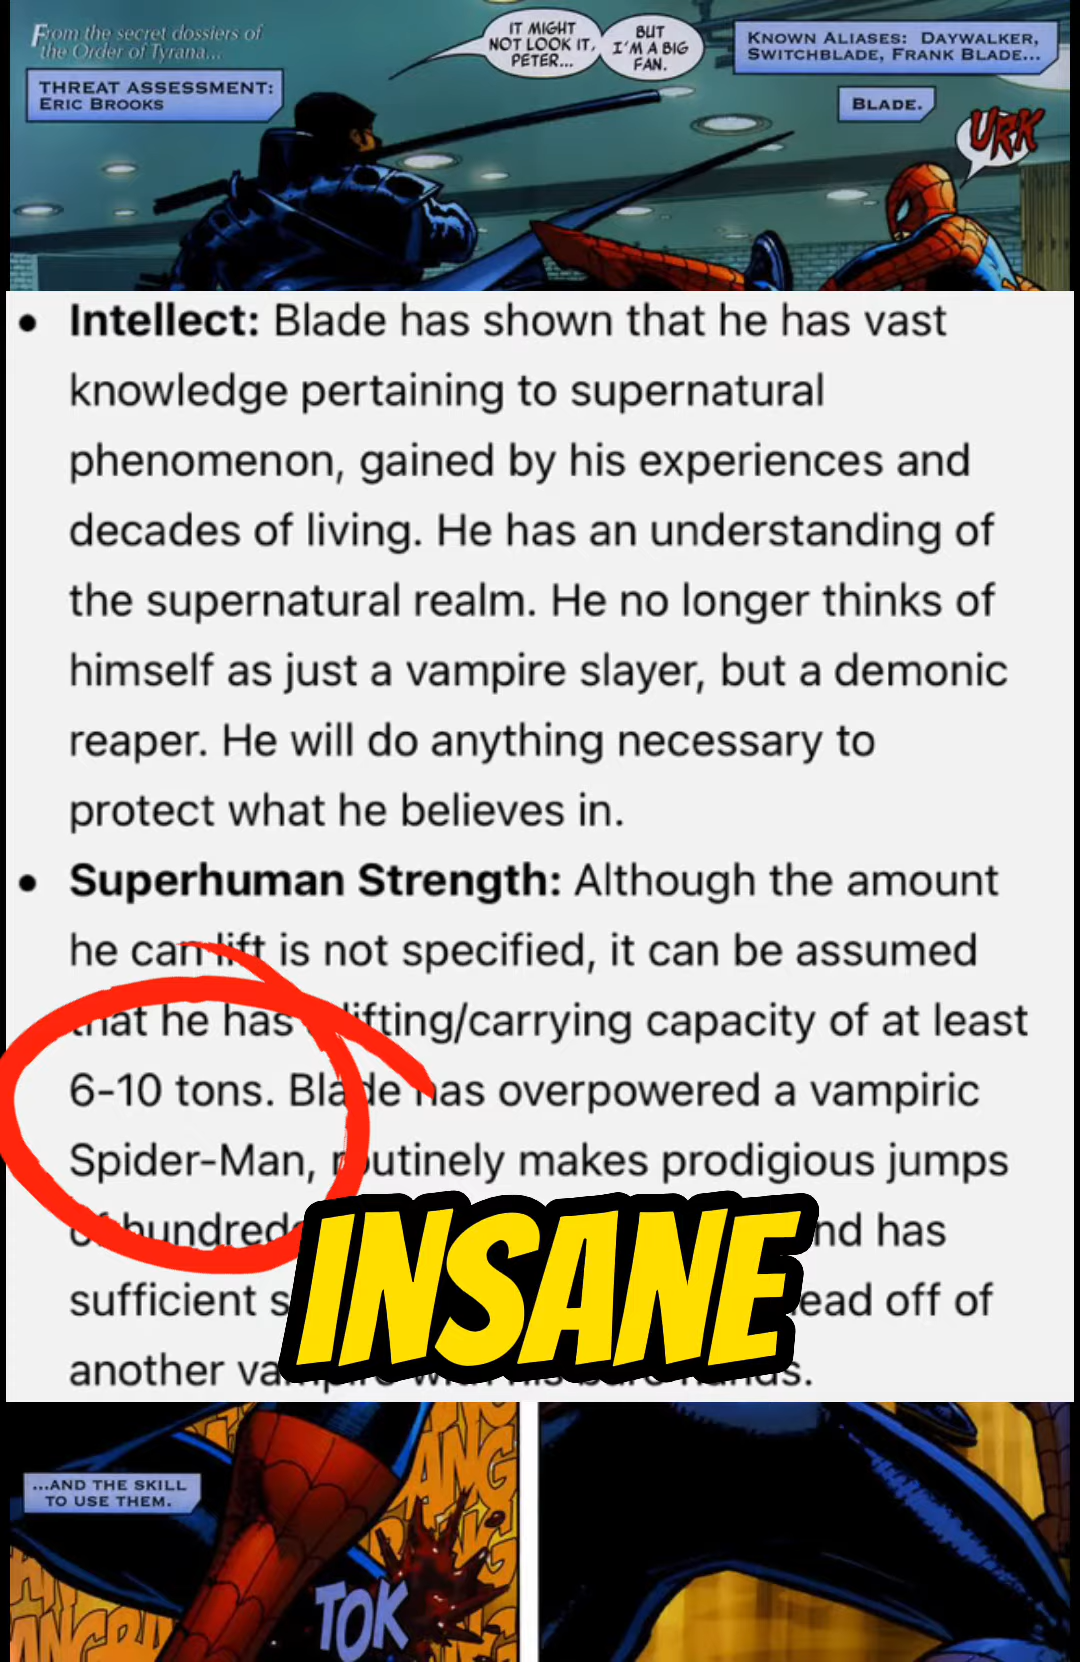 From the secret dossiers of
the Order of Tyrana...
THREAT ASSESSMENT:
ERIC BROOKS
IT MIGHT
NOT LOOK IT,
PETER...
BUT
I'M A BIG
FAN.
KNOWN ALIASES: DAYWALKER,
SWITCHBLADE, FRANK BLADE...
BLADE.
URK
• Intellect: Blade has shown that he has vast
knowledge pertaining to supernatural
phenomenon, gained by his experiences and
decades of living. He has an understanding of
the supernatural realm. He no longer thinks of
himself as just a vampire slayer, but a demonic
reaper. He will do anything necessary to
protect what he believes in.
• Superhuman Strength: Although the amount
he can lift is not specified, it can be assumed
that he has lifting/carrying capacity of at least
6-10 tons. Blade has overpowered a vampiric
Spider-Man, routinely makes prodigious jumps
of hundreds nd has
sufficient s ead off of
another vampire with his bare hands.
INSANE
...AND THE SKILL
TO USE THEM.
TOK